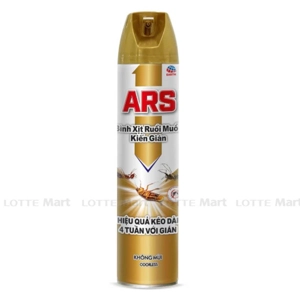 ARS
Bình Xịt Ruồi Muỗi
Kiến Gián
LOTTE Mart LOTTE Mart LOTTE Mart
HIỆU QUẢ KÉO DÀI
4 TUẦN VỚI GIÁN
KHÔNG MÙI
ODORLESS